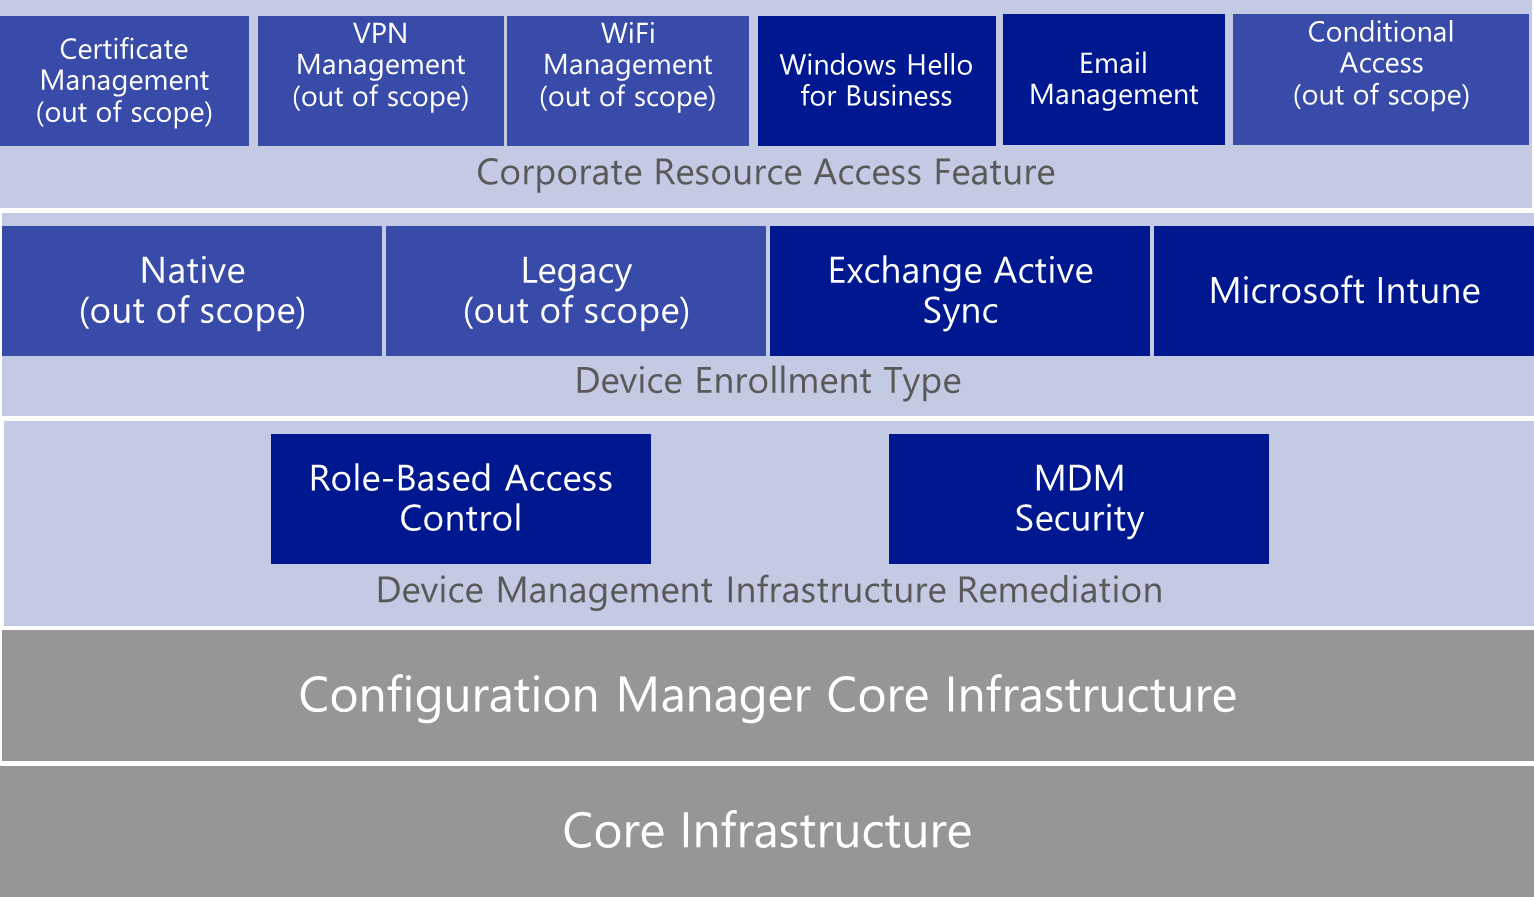 Certificate
Management
(out of scope)
VPN
Management
(out of scope)
WiFi
Management
(out of scope)
Windows Hello
for Business
Email
Management
Conditional
Access
(out of scope)
Corporate Resource Access Feature
Native
(out of scope)
Legacy
(out of scope)
Exchange Active
Sync
Microsoft Intune
Device Enrollment Type
Role-Based Access
Control
MDM
Security
Device Management Infrastructure Remediation
Configuration Manager Core Infrastructure
Core Infrastructure